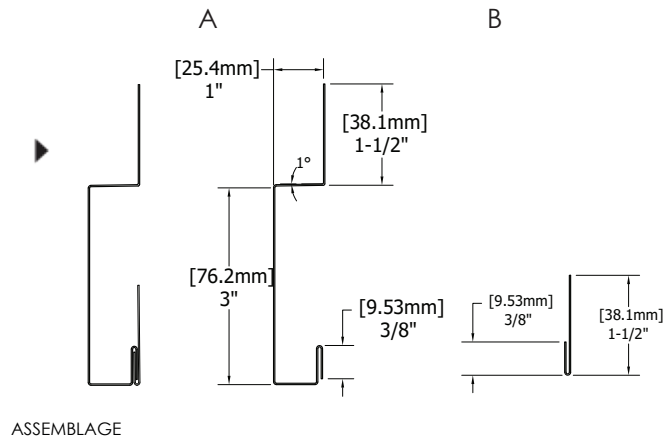 A
B
[25.4mm]
1"
[38.1mm]
1-1/2"
1°
[76.2mm]
3"
[9.53mm]
3/8"
[9.53mm]
3/8"
[38.1mm]
1-1/2"
ASSEMBLAGE